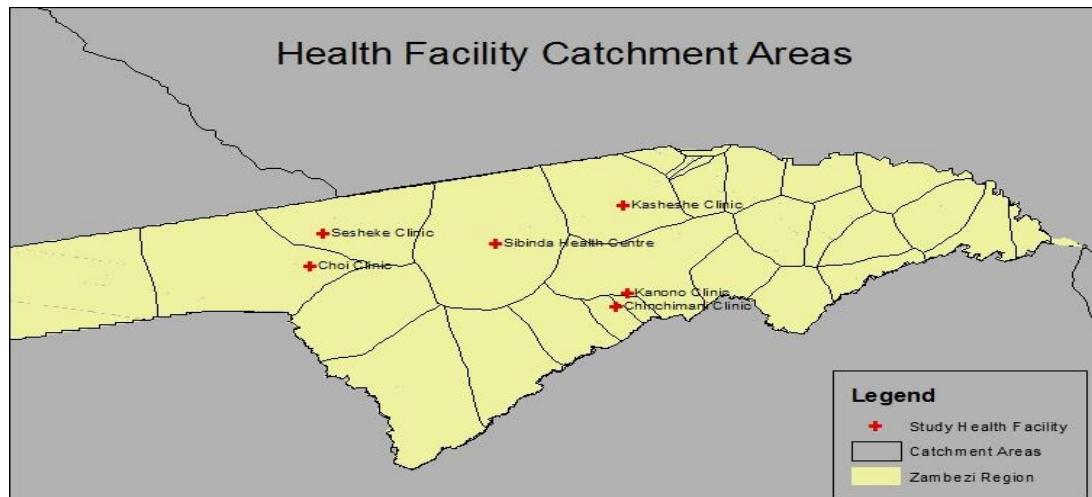 Health Facility Catchment Areas
Kasheshe Clinic
Sesheke Clinic
Sibinda Health Centre
Choi Clinic
Kanono Clinic
Chinchimani Clinic
Legend
Study Health Facility
Catchment Areas
Zambezi Region